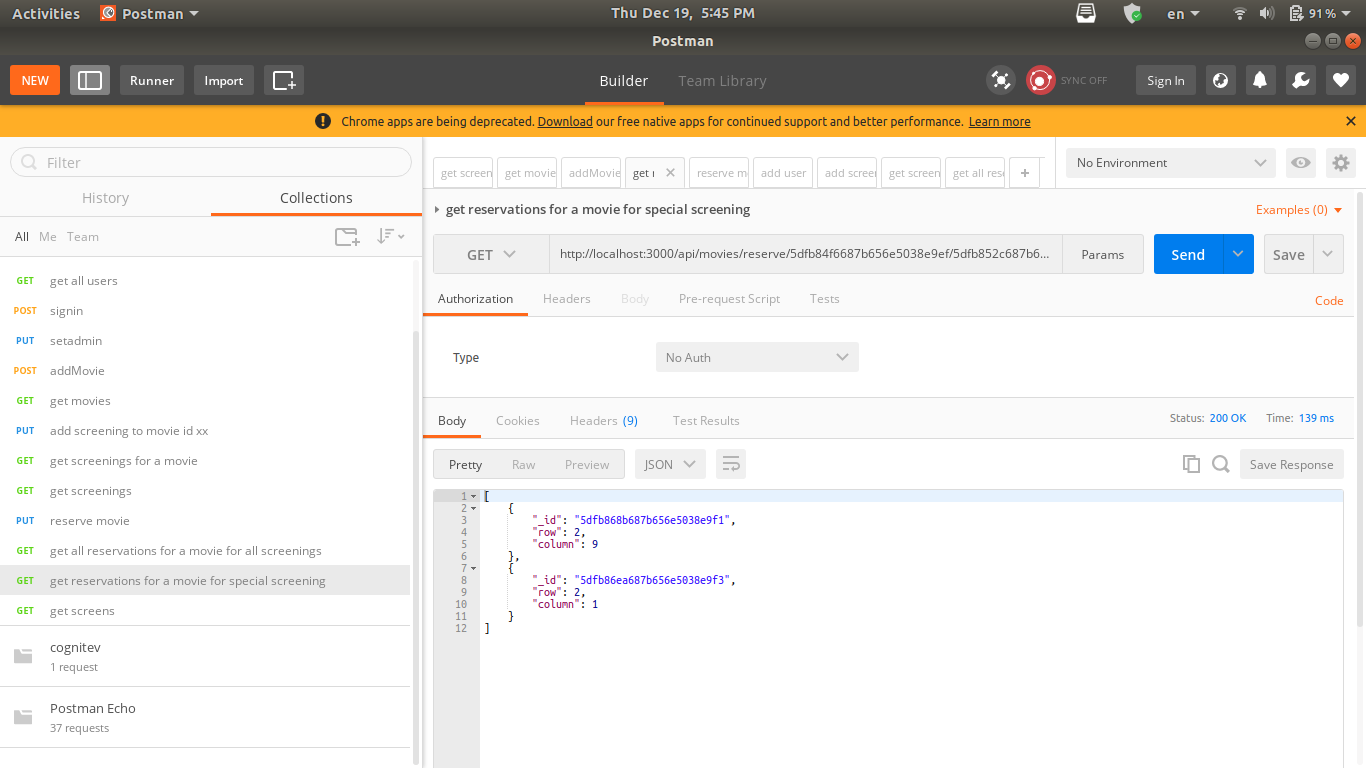 Activities Postman Thu Dec 19, 5:45 PM en 91%
Postman
NEW Runner Import Builder Team Library SYNC OFF Sign In
Chrome apps are being deprecated. Download our free native apps for continued support and better performance. Learn more
Filter
History Collections
All Me Team
GET get all users
POST signin
PUT setadmin
POST addMovie
GET get movies
PUT add screening to movie id xx
GET get screenings for a movie
GET get screenings
PUT reserve movie
GET get all reservations for a movie for all screenings
GET get reservations for a movie for special screening
GET get screens
cognitev
1 request
Postman Echo
37 requests
get screen get movie addMovie get r reserve m add user add screen get screen get all rese + No Environment
get reservations for a movie for special screening Examples (0)
GET http://localhost:3000/api/movies/reserve/5dfb84f6687b656e5038e9ef/5dfb852c687b6... Params Send Save
Authorization Headers Body Pre-request Script Tests Code
Type No Auth
Body Cookies Headers (9) Test Results Status: 200 OK Time: 139 ms
Pretty Raw Preview JSON Save Response
1 [
2 {
3 "_id": "5dfb868b687b656e5038e9f1",
4 "row": 2,
5 "column": 9
6 },
7 {
8 "_id": "5dfb86ea687b656e5038e9f3",
9 "row": 2,
10 "column": 1
11 }
12 ]